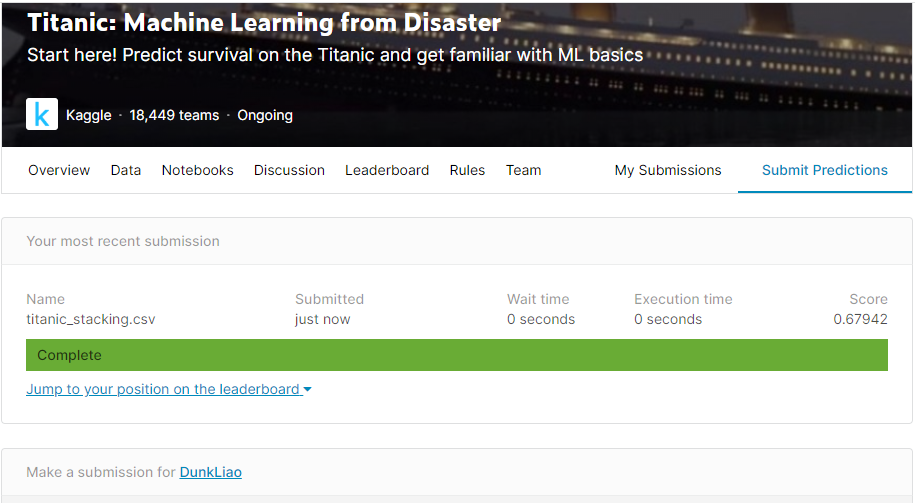 Titanic: Machine Learning from Disaster
Start here! Predict survival on the Titanic and get familiar with ML basics
k Kaggle · 18,449 teams · Ongoing
Overview Data Notebooks Discussion Leaderboard Rules Team My Submissions Submit Predictions
Your most recent submission
Name Submitted Wait time Execution time Score
titanic_stacking.csv just now 0 seconds 0 seconds 0.67942
Complete
Jump to your position on the leaderboard
Make a submission for DunkLiao